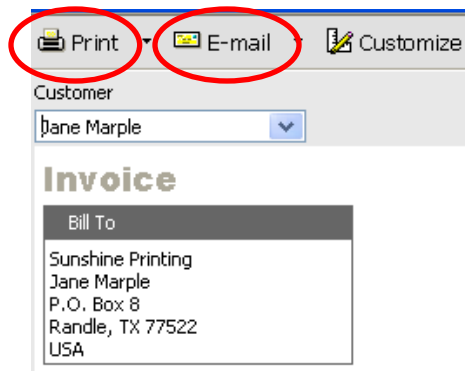 Print E-mail Customize
Customer
Jane Marple
Invoice
Bill To
Sunshine Printing
Jane Marple
P.O. Box 8
Randle, TX 77522
USA